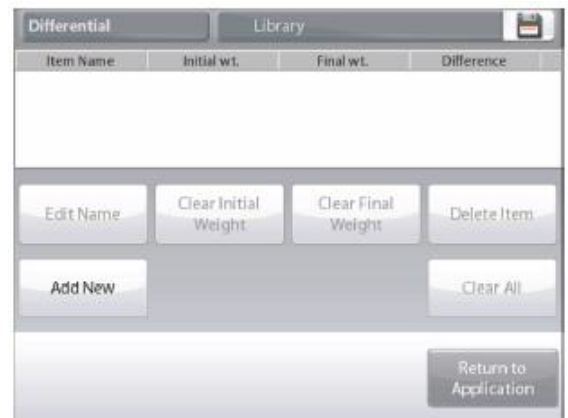 Differential Library
Item Name Initial wt. Final wt. Difference
Edit Name
Clear Initial
Weight
Clear Final
Weight
Delete Item
Add New
Clear All
Return to
Application